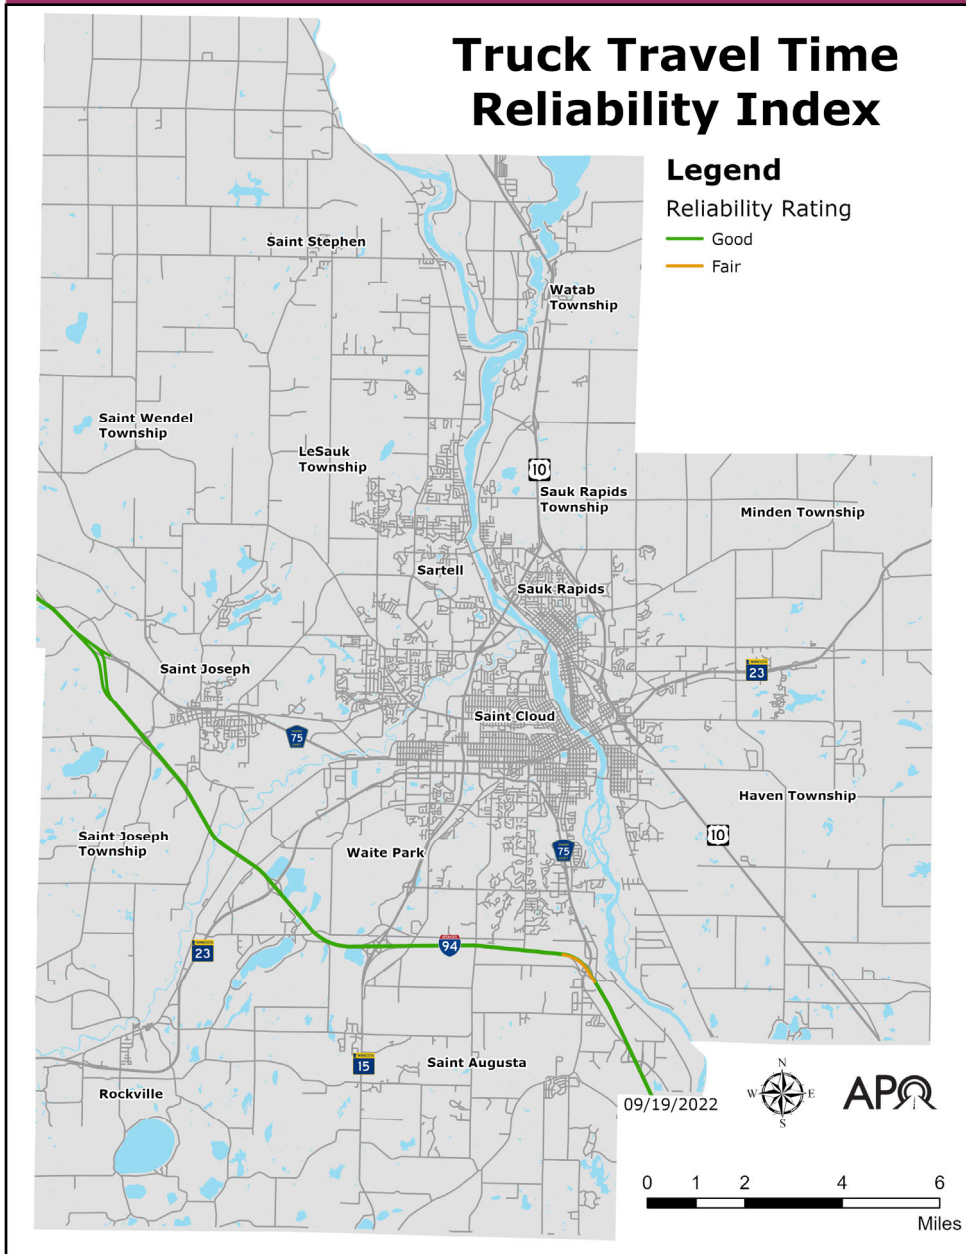 Truck Travel Time
Reliability Index
Legend
Reliability Rating
Good
Fair
Saint Stephen
Watab
Township
Saint Wendel
Township
LeSauk
Township
10
Sauk Rapids
Township
Minden Township
Sartell
Sauk Rapids
Saint Joseph
23
Saint Cloud
75
Haven Township
10
Saint Joseph
Township
Waite Park
75
23
94
15
Saint Augusta
Rockville
09/19/2022
N
W
E
S
APO
0 1 2 4 6
Miles